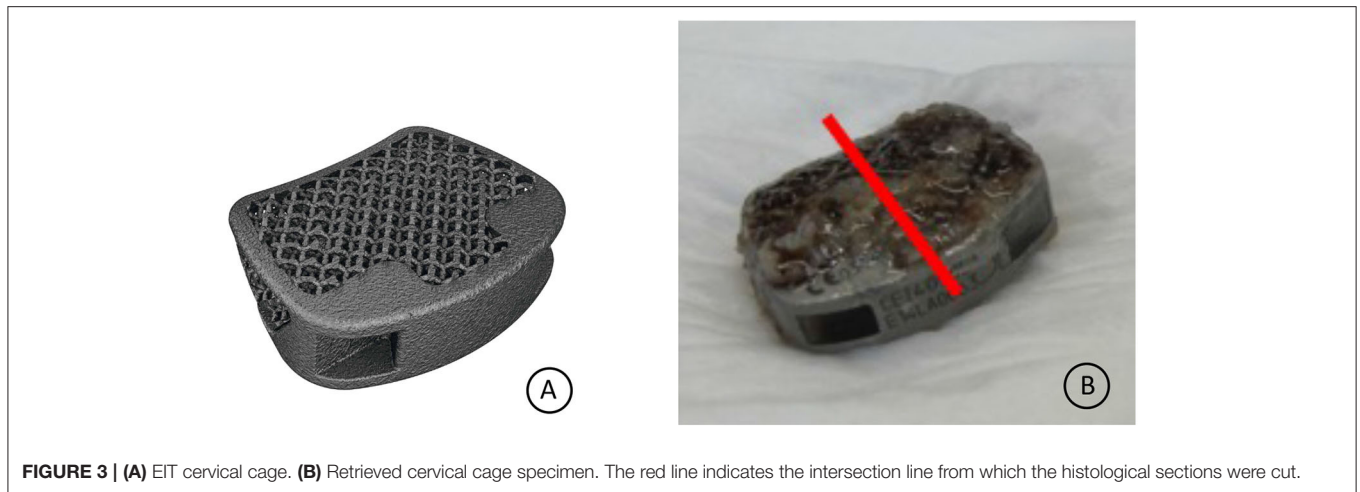 A
B
FIGURE 3 | (A) EIT cervical cage. (B) Retrieved cervical cage specimen. The red line indicates the intersection line from which the histological sections were cut.